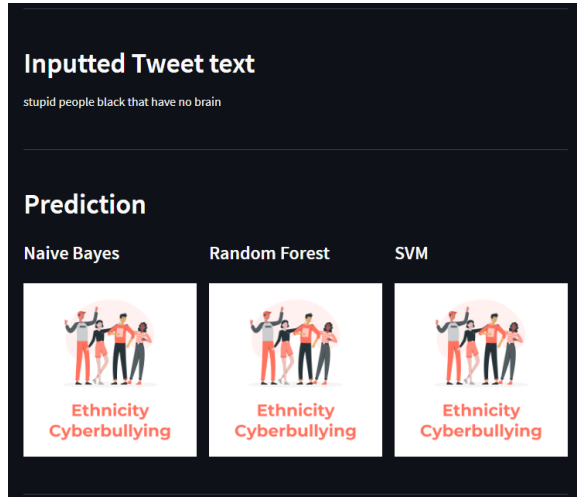 Inputted Tweet text
stupid people black that have no brain
Prediction
Naive Bayes
Random Forest
SVM
Ethnicity
Cyberbullying
Ethnicity
Cyberbullying
Ethnicity
Cyberbullying